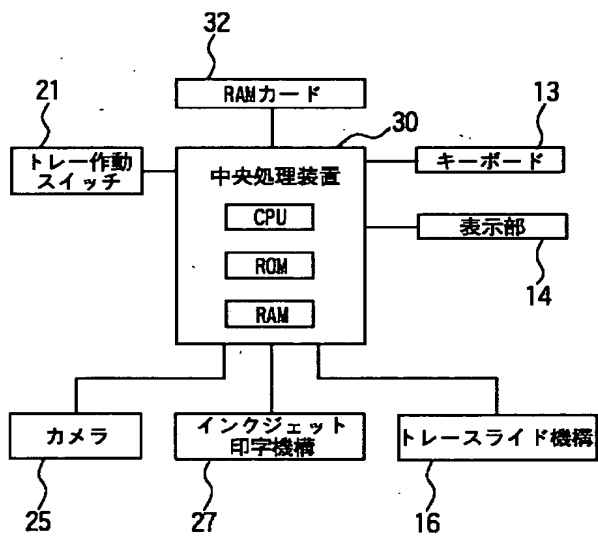 32
RAMカード
21
トレー作動
スイッチ
30
13
キーボード
中央処理装置
CPU
ROM
RAM
表示部
14
カメラ
25
インクジェット
印字機構
27
トレースライド機構
16